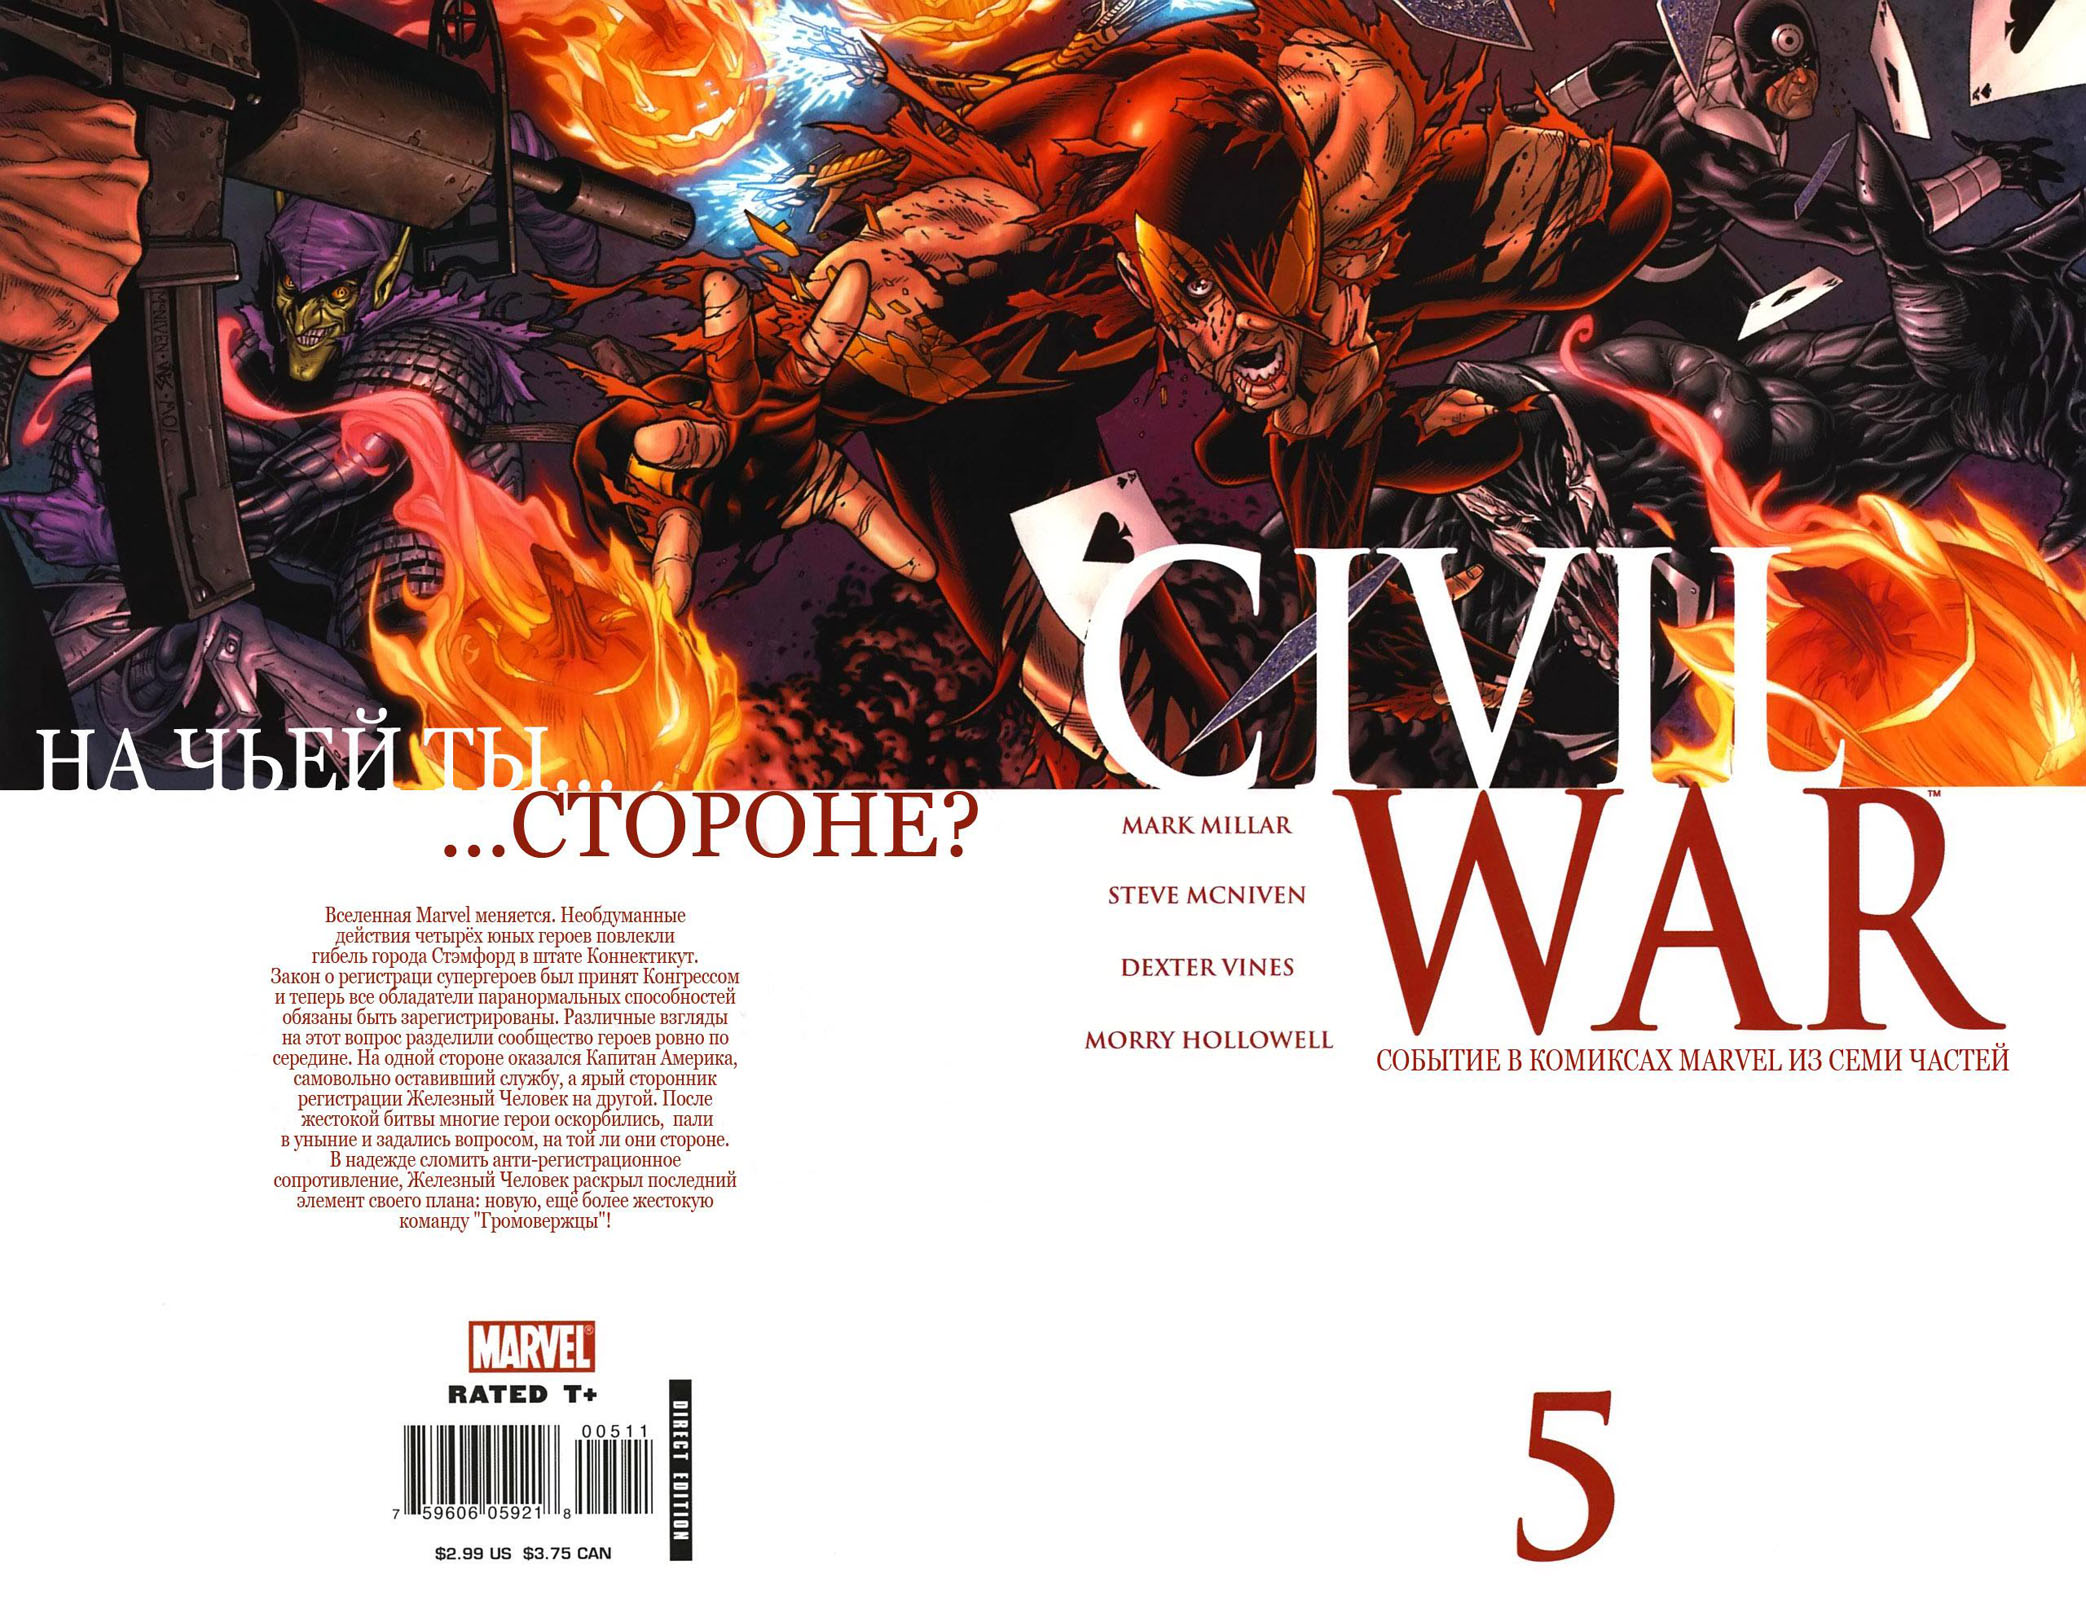 НА ЧЬЕЙ ТЫ...
...СТОРОНЕ?
Вселенная Marvel меняется. Необдуманные
действия четырёх юных героев повлекли
гибель города Стэмфорд в штате Коннектикут.
Закон о регистраци супергероев был принят Конгрессом
и теперь все обладатели паранормальных способностей
обязаны быть зарегистрированы. Различные взгляды
на этот вопрос разделили сообщество героев ровно по
середине. На одной стороне оказался Капитан Америка,
самовольно оставивший службу, а ярый сторонник
регистрации Железный Человек на другой. После
жестокой битвы многие герои оскорбились, пали
в уныние и задались вопросом, на той ли они стороне.
В надежде сломить анти-регистрационное
сопротивление, Железный Человек раскрыл последний
элемент своего плана: новую, ещё более жестокую
команду "Громовержцы"!
MARVEL®
RATED T+
00511
7 59606 05921 8
DIRECT EDITION
$2.99 US $3.75 CAN
CIVIL
WAR™
MARK MILLAR
STEVE MCNIVEN
DEXTER VINES
MORRY HOLLOWELL
СОБЫТИЕ В КОМИКСАХ MARVEL ИЗ СЕМИ ЧАСТЕЙ
5